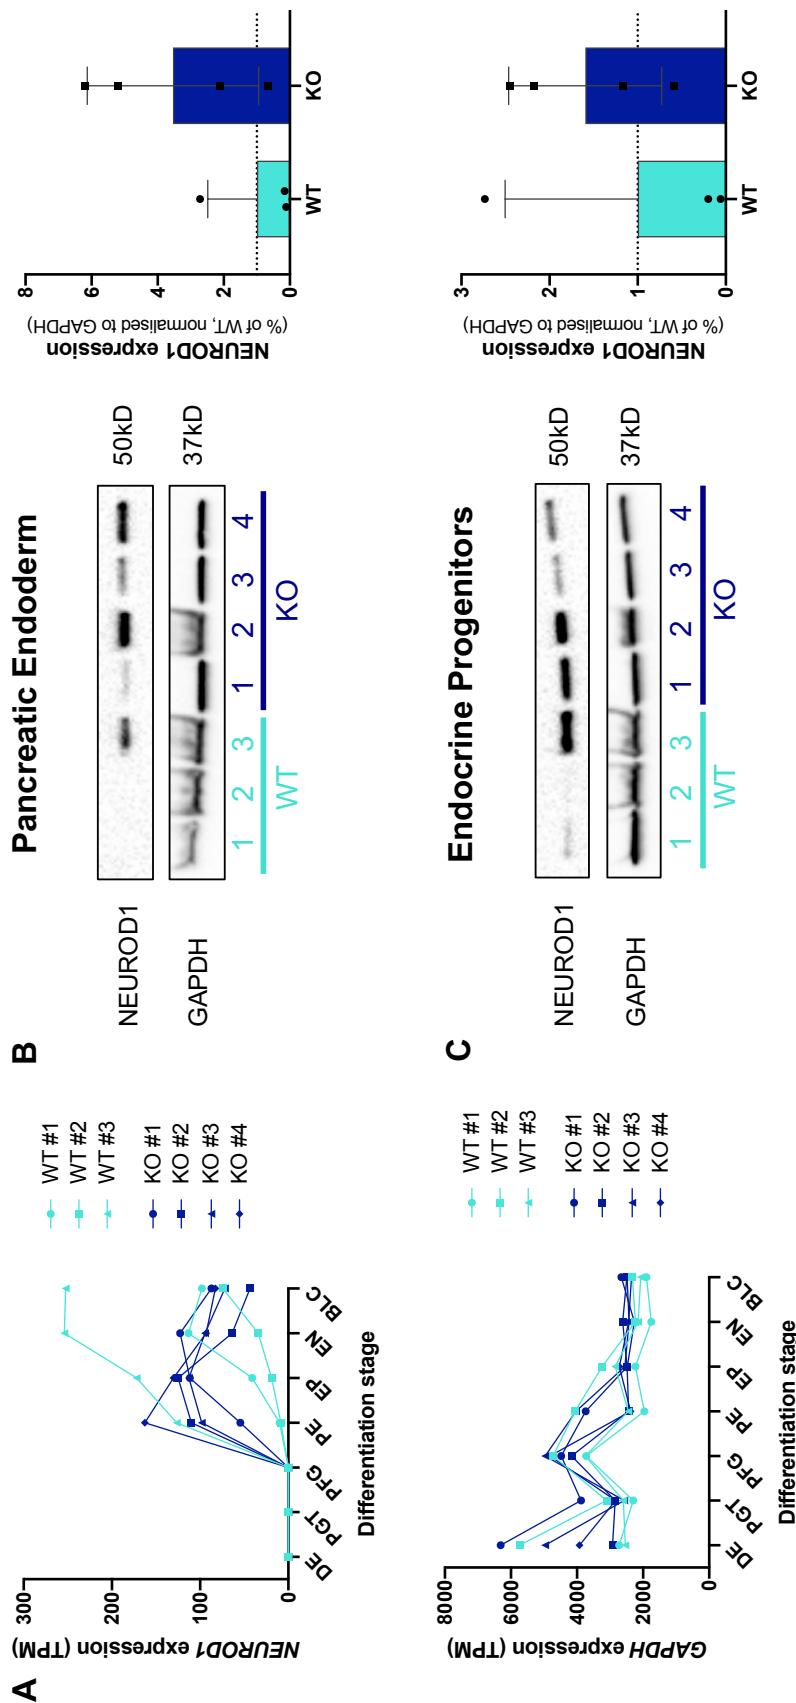 A
NEUROD1 expression (TPM)
300
200
100
0
DE
PGT
PFG
PE
EP
EN
BLC
Differentiation stage
WT #1
WT #2
WT #3
KO #1
KO #2
KO #3
KO #4
GAPDH expression (TPM)
8000
6000
4000
2000
0
DE
PGT
PFG
PE
EP
EN
BLC
Differentiation stage
WT #1
WT #2
WT #3
KO #1
KO #2
KO #3
KO #4
B
Pancreatic Endoderm
NEUROD1
50kD
GAPDH
37kD
1 2 3 1 2 3 4
WT KO
NEUROD1 expression
(% of WT, normalised to GAPDH)
8
6
4
2
0
WT
KO
C
Endocrine Progenitors
NEUROD1
50kD
GAPDH
37kD
1 2 3 1 2 3 4
WT KO
NEUROD1 expression
(% of WT, normalised to GAPDH)
3
2
1
0
WT
KO